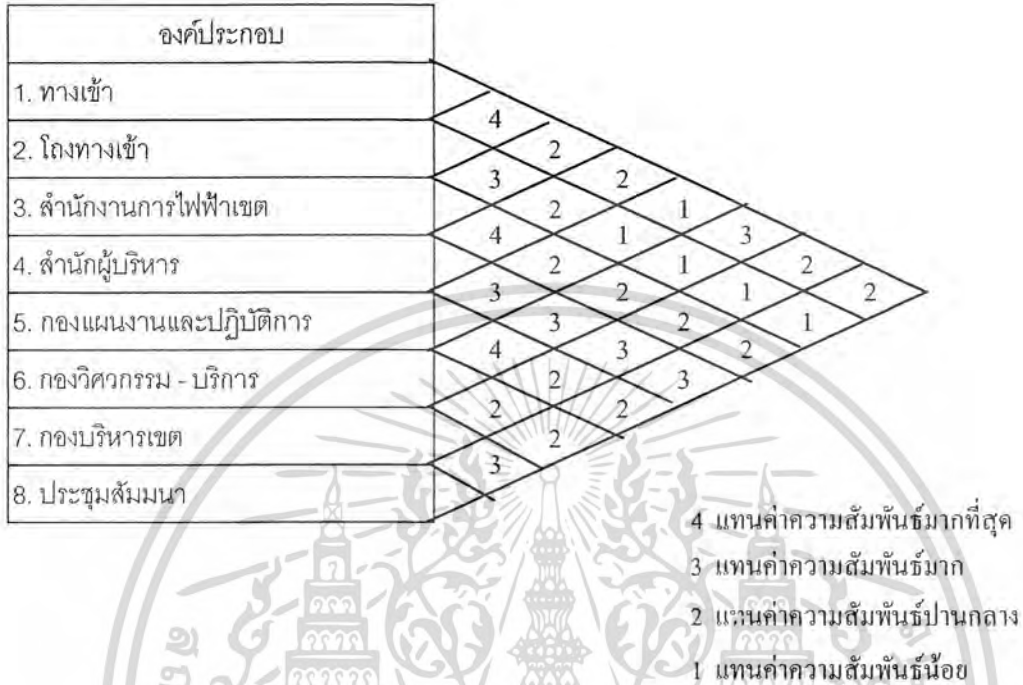 องค์ประกอบ
1. ทางเข้า
2. โถงทางเข้า
3. สำนักงานการไฟฟ้าเขต
4. สำนักผู้บริหาร
5. กองแผนงานและปฏิบัติการ
6. กองวิศวกรรม - บริการ
7. กองบริหารเขต
8. ประชุมสัมมนา
4
2
3 2
2 1
4 1 3
2 1 2
3 2 1 2
3 2 1
4 3 2
2 3
2 2
2
3
4 แทนค่าความสัมพันธ์มากที่สุด
3 แทนค่าความสัมพันธ์มาก
2 แทนค่าความสัมพันธ์ปานกลาง
1 แทนค่าความสัมพันธ์น้อย